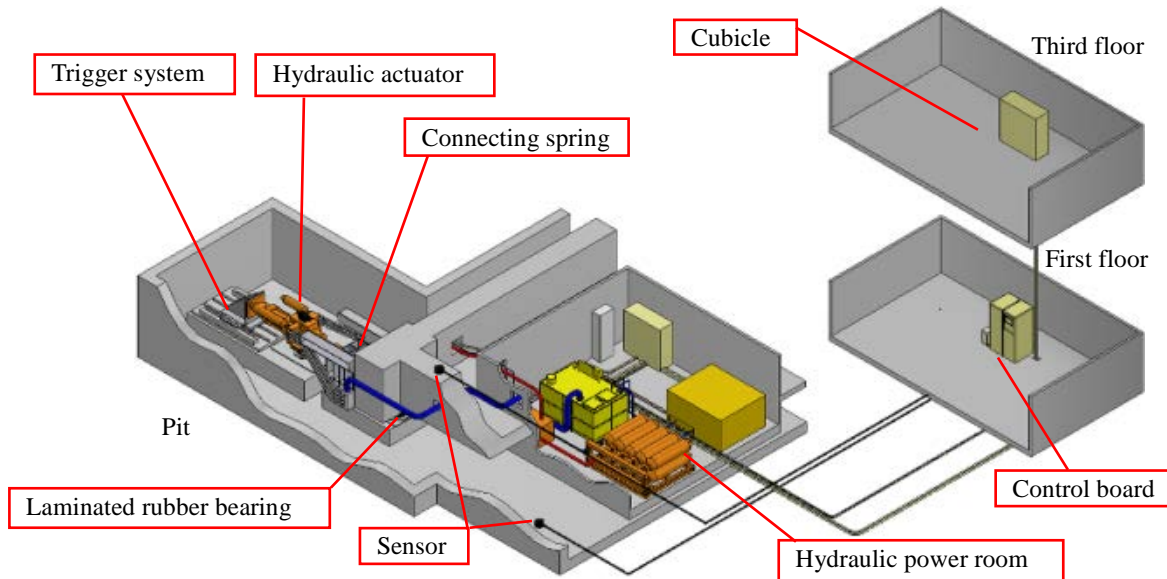 Cubicle
Third floor
Trigger system
Hydraulic actuator
Connecting spring
First floor
Pit
Laminated rubber bearing
Sensor
Control board
Hydraulic power room